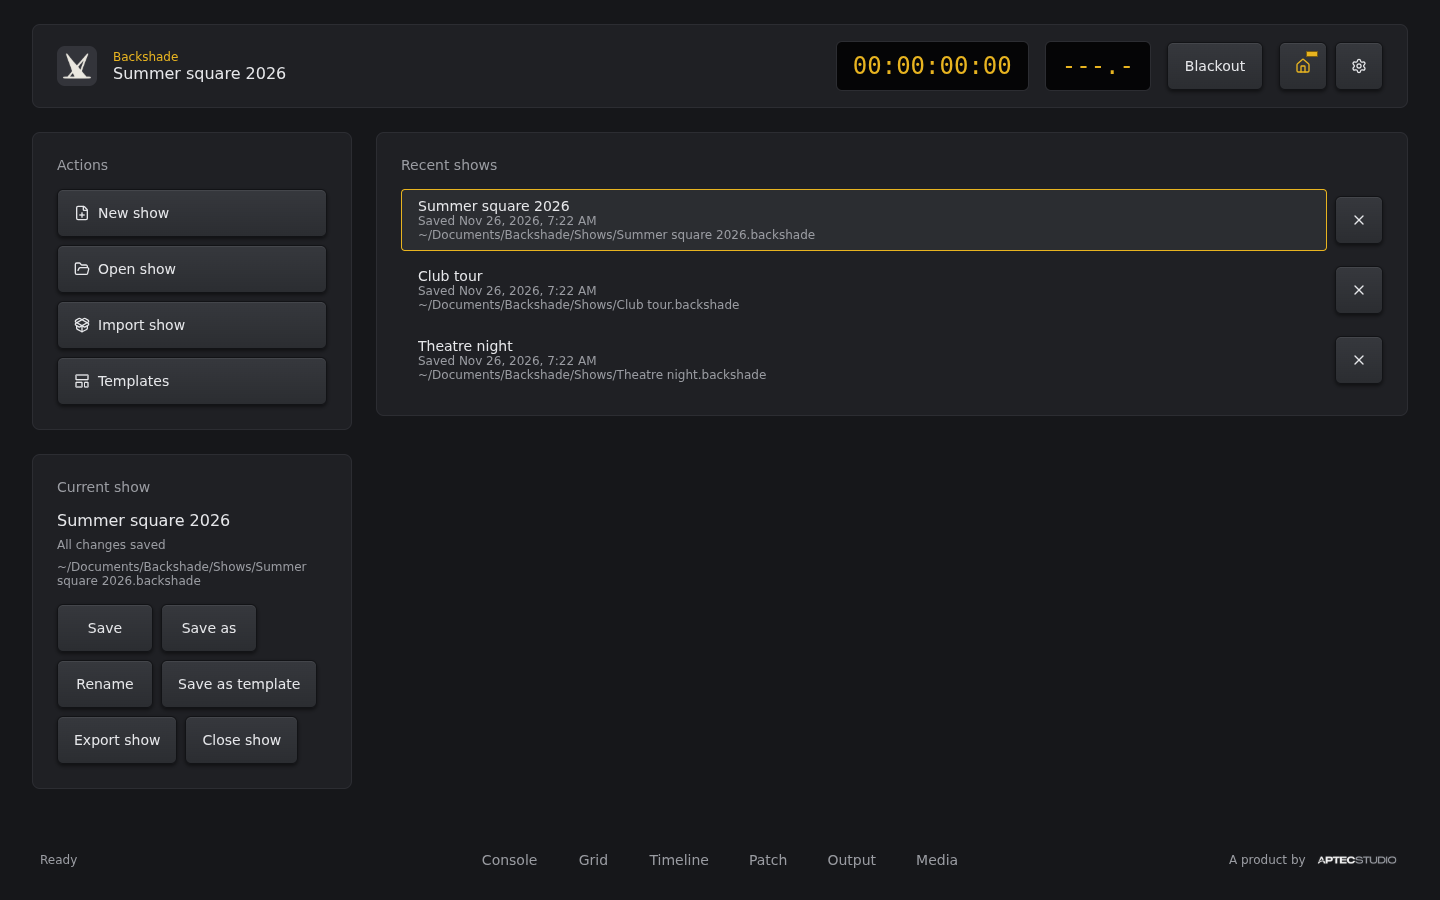 Backshade
Summer square 2026
00:00:00:00
---.-
Blackout
Actions
New show
Open show
Import show
Templates
Recent shows
Summer square 2026
Saved Nov 26, 2026, 7:22 AM
~/Documents/Backshade/Shows/Summer square 2026.backshade
Club tour
Saved Nov 26, 2026, 7:22 AM
~/Documents/Backshade/Shows/Club tour.backshade
Theatre night
Saved Nov 26, 2026, 7:22 AM
~/Documents/Backshade/Shows/Theatre night.backshade
Current show
Summer square 2026
All changes saved
~/Documents/Backshade/Shows/Summer
square 2026.backshade
Save
Save as
Rename
Save as template
Export show
Close show
Ready
Console
Grid
Timeline
Patch
Output
Media
A product by
APTECSTUDIO